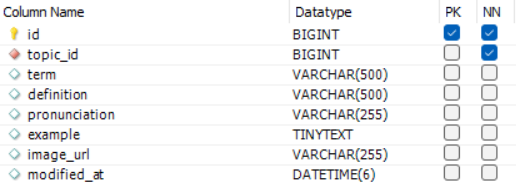 Column Name Datatype PK NN
id BIGINT
topic_id BIGINT
term VARCHAR(500)
definition VARCHAR(500)
pronunciation VARCHAR(255)
example TINYTEXT
image_url VARCHAR(255)
modified_at DATETIME(6)